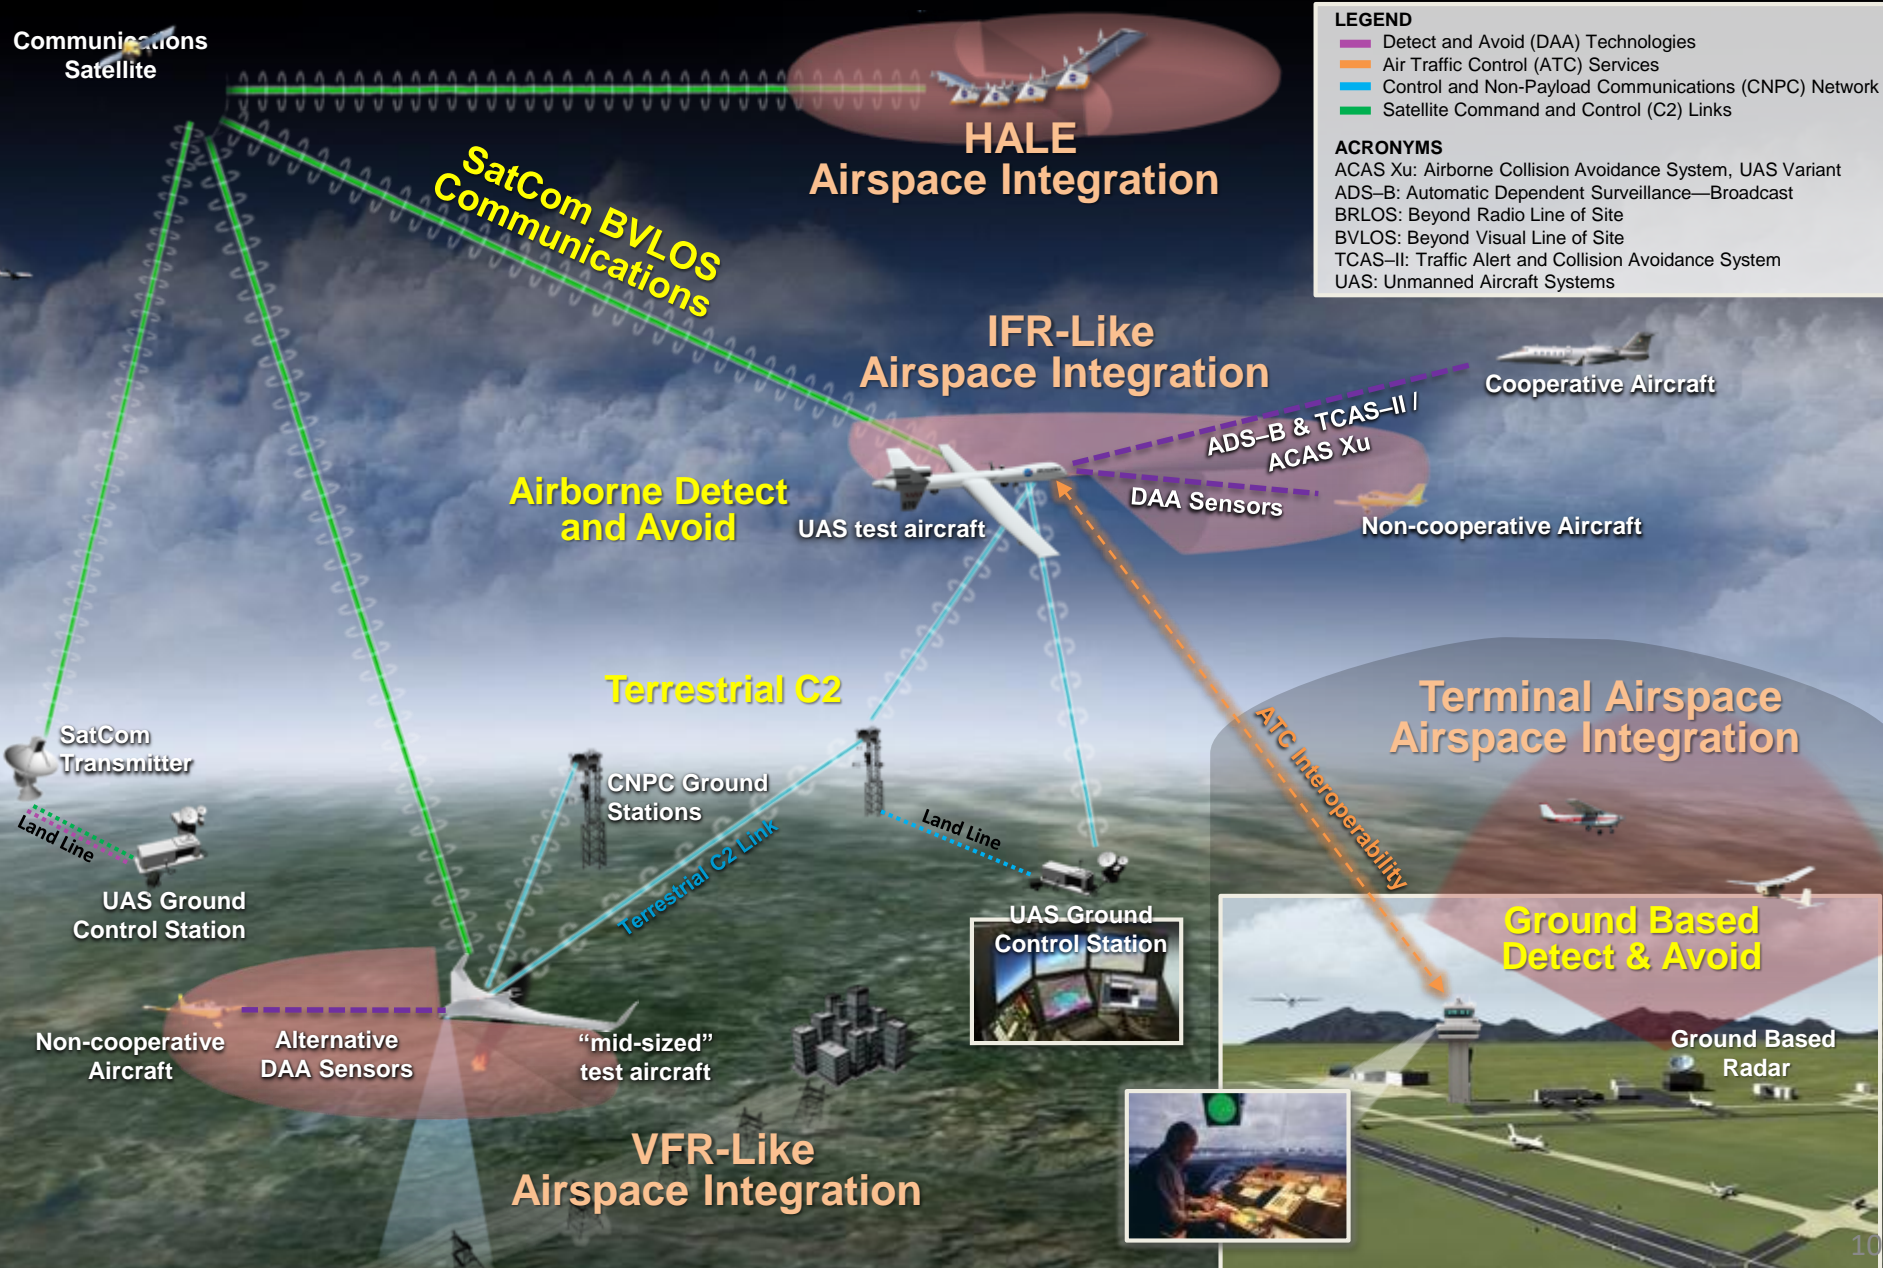 Communications
Satellite
LEGEND
Detect and Avoid (DAA) Technologies
Air Traffic Control (ATC) Services
Control and Non-Payload Communications (CNPC) Network
Satellite Command and Control (C2) Links
ACRONYMS
ACAS Xu: Airborne Collision Avoidance System, UAS Variant
ADS–B: Automatic Dependent Surveillance—Broadcast
BRLOS: Beyond Radio Line of Site
BVLOS: Beyond Visual Line of Site
TCAS–II: Traffic Alert and Collision Avoidance System
UAS: Unmanned Aircraft Systems
HALE
Airspace Integration
SatCom BVLOS
Communications
IFR-Like
Airspace Integration
Cooperative Aircraft
ADS–B & TCAS–II /
ACAS Xu
DAA Sensors
Non-cooperative Aircraft
Airborne Detect
and Avoid
UAS test aircraft
Terrestrial C2
Terminal Airspace
Airspace Integration
ATC Interoperability
SatCom
Transmitter
Land Line
UAS Ground
Control Station
CNPC Ground
Stations
Terrestrial C2 Link
Land Line
UAS Ground
Control Station
Ground Based
Detect & Avoid
Ground Based
Radar
Non-cooperative
Aircraft
Alternative
DAA Sensors
“mid-sized”
test aircraft
VFR-Like
Airspace Integration
10